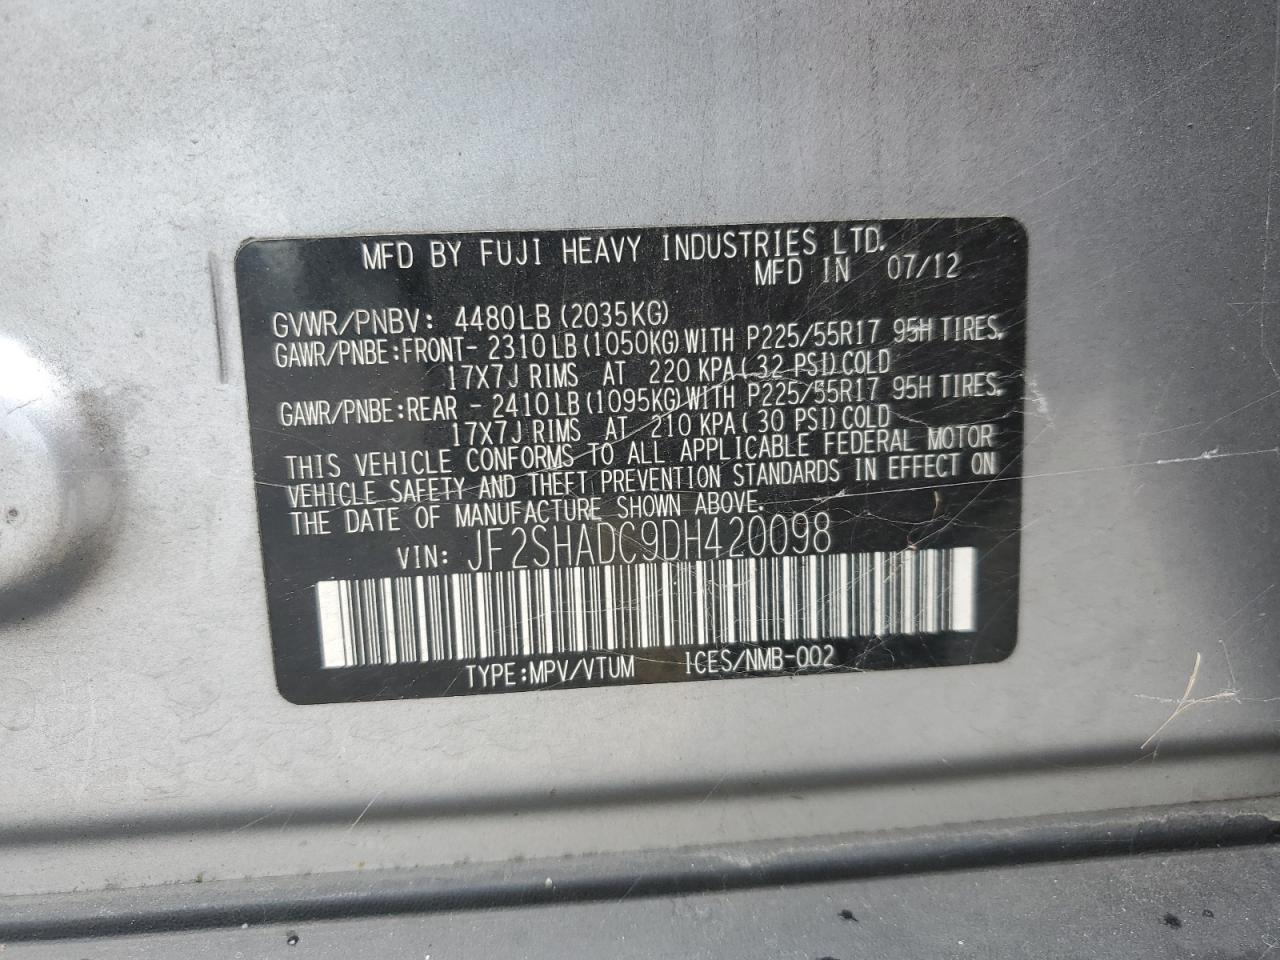 MFD BY FUJI HEAVY INDUSTRIES LTD.
MFD IN 07/12
GVWR/PNBV: 4480LB(2035KG)
GAWR/PNBE:FRONT- 2310LB(1050KG)WITH P225/55R17 95H TIRES,
17X7J RIMS AT 220 KPA(32 PSI)COLD
GAWR/PNBE:REAR - 2410LB(1095KG)WITH P225/55R17 95H TIRES,
17X7J RIMS AT 210 KPA(30 PSI)COLD
THIS VEHICLE CONFORMS TO ALL APPLICABLE FEDERAL MOTOR
VEHICLE SAFETY AND THEFT PREVENTION STANDARDS IN EFFECT ON
THE DATE OF MANUFACTURE SHOWN ABOVE.
VIN: JF2SHADC9DH420098
TYPE:MPV/VTUM ICES/NMB-002